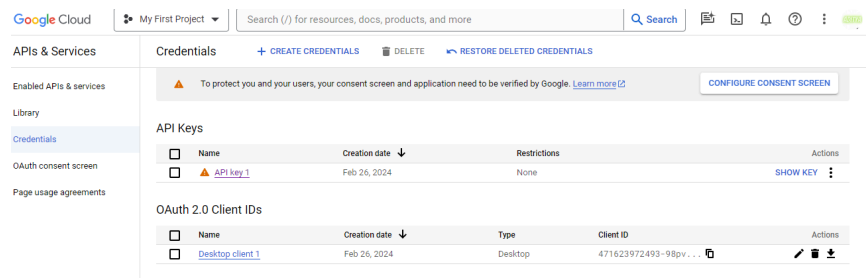 Google Cloud My First Project Search (/) for resources, docs, products, and more Search
APIs & Services Credentials + CREATE CREDENTIALS DELETE RESTORE DELETED CREDENTIALS
Enabled APIs & services
Library
Credentials
OAuth consent screen
Page usage agreements
To protect you and your users, your consent screen and application need to be verified by Google. Learn more CONFIGURE CONSENT SCREEN
API Keys
Name Creation date Restrictions Actions
API key 1 Feb 26, 2024 None SHOW KEY
OAuth 2.0 Client IDs
Name Creation date Type Client ID Actions
Desktop client 1 Feb 26, 2024 Desktop 471623972493-98pv...